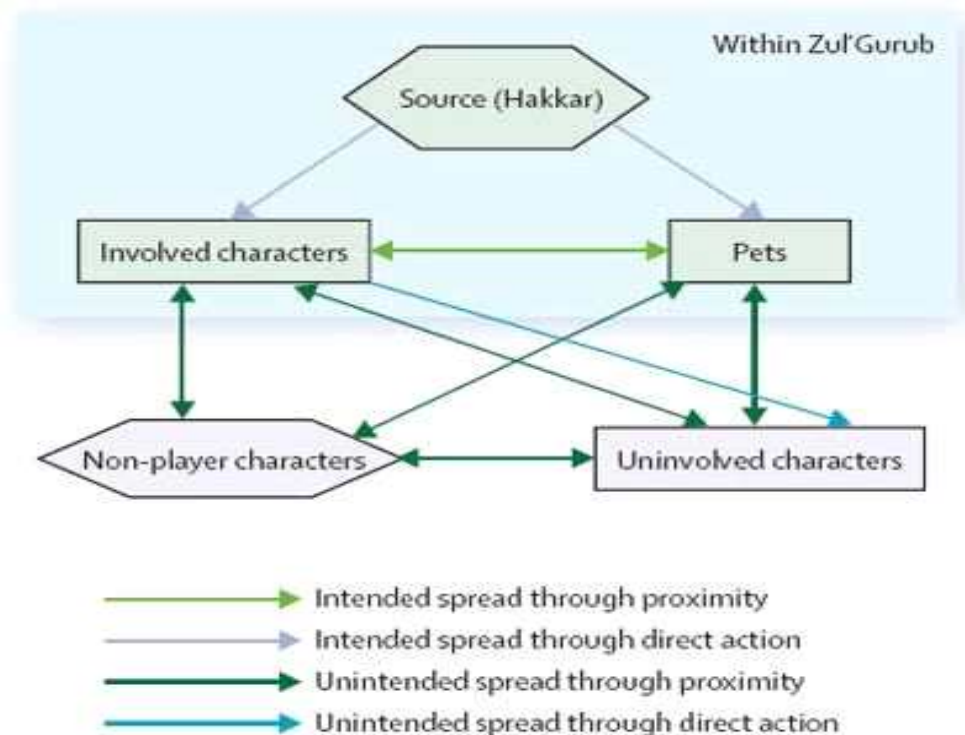 Within Zul'Gurub
Source (Hakkar)
Involved characters
Pets
Non-player characters
Uninvolved characters
Intended spread through proximity
Intended spread through direct action
Unintended spread through proximity
Unintended spread through direct action